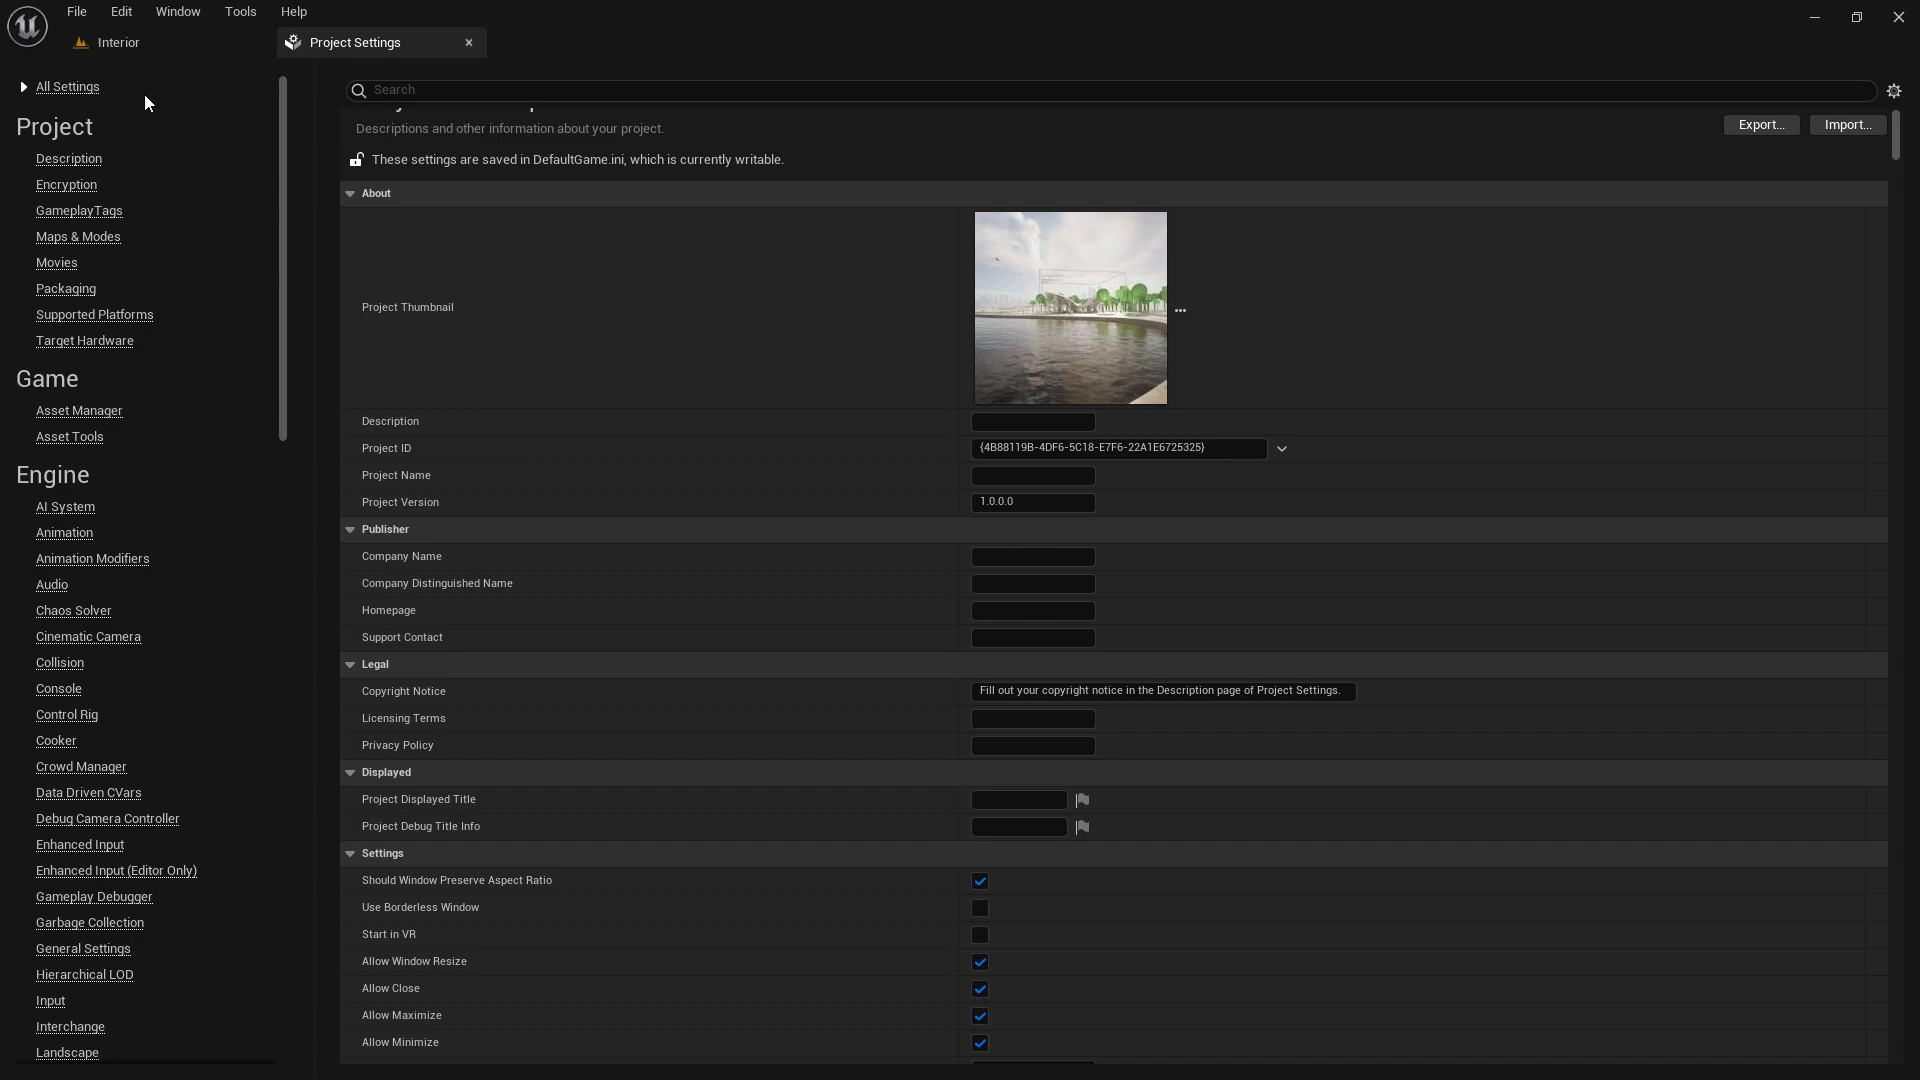 File Edit Window Tools Help
Interior
Project Settings
All Settings
Project
Description
Encryption
GameplayTags
Maps & Modes
Movies
Packaging
Supported Platforms
Target Hardware
Game
Asset Manager
Asset Tools
Engine
AI System
Animation
Animation Modifiers
Audio
Chaos Solver
Cinematic Camera
Collision
Console
Control Rig
Cooker
Crowd Manager
Data Driven CVars
Debug Camera Controller
Enhanced Input
Enhanced Input (Editor Only)
Gameplay Debugger
Garbage Collection
General Settings
Hierarchical LOD
Input
Interchange
Landscape
Search
Descriptions and other information about your project.
Export... Import...
These settings are saved in DefaultGame.ini, which is currently writable.
About
Project Thumbnail
Description
Project ID {4B88119B-4DF6-5C18-E7F6-22A1E6725325}
Project Name
Project Version 1.0.0.0
Publisher
Company Name
Company Distinguished Name
Homepage
Support Contact
Legal
Copyright Notice Fill out your copyright notice in the Description page of Project Settings.
Licensing Terms
Privacy Policy
Displayed
Project Displayed Title
Project Debug Title Info
Settings
Should Window Preserve Aspect Ratio
Use Borderless Window
Start in VR
Allow Window Resize
Allow Close
Allow Maximize
Allow Minimize